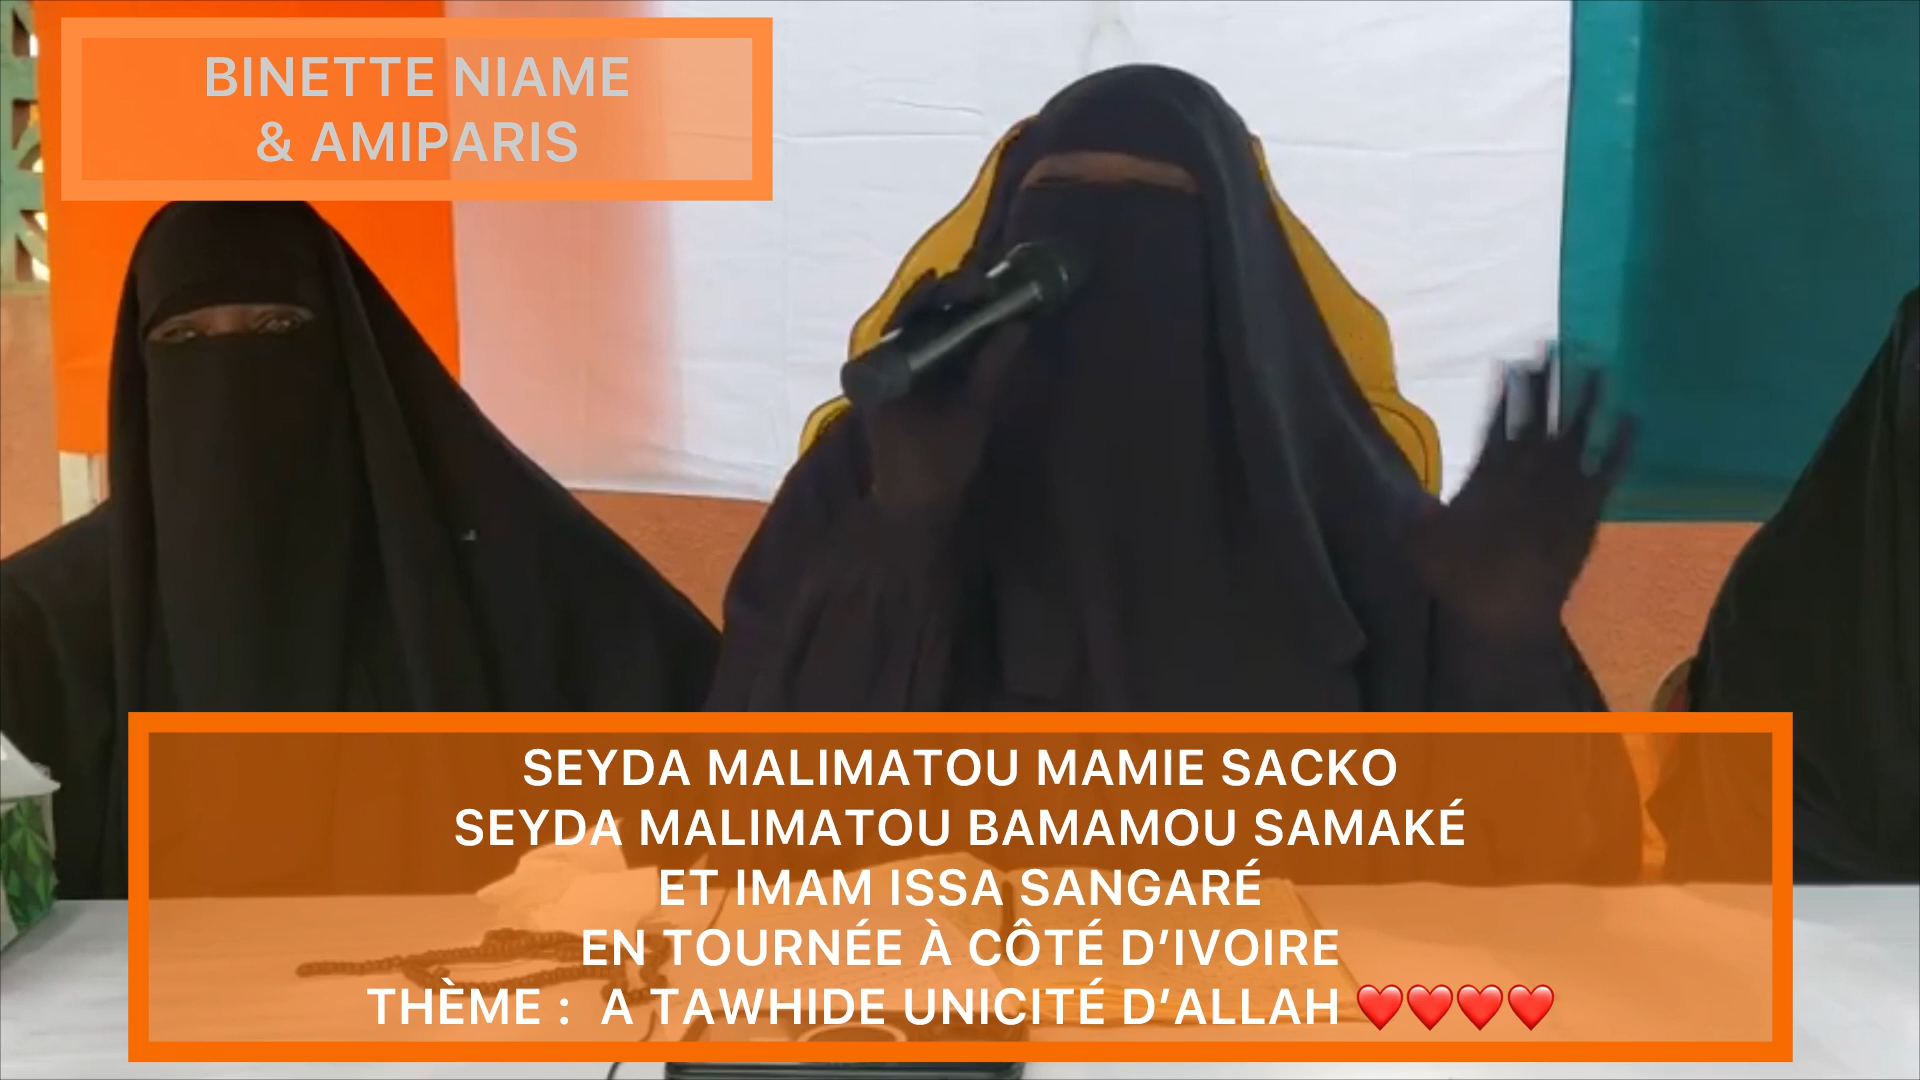 BINETTE NIAME
& AMIPARIS
SEYDA MALIMATOU MAMIE SACKO
SEYDA MALIMATOU BAMAMOU SAMAKÉ
ET IMAM ISSA SANGARÉ
EN TOURNÉE À CÔTÉ D’IVOIRE
THÈME : A TAWHIDE UNICITÉ D’ALLAH ❤️❤️❤️❤️